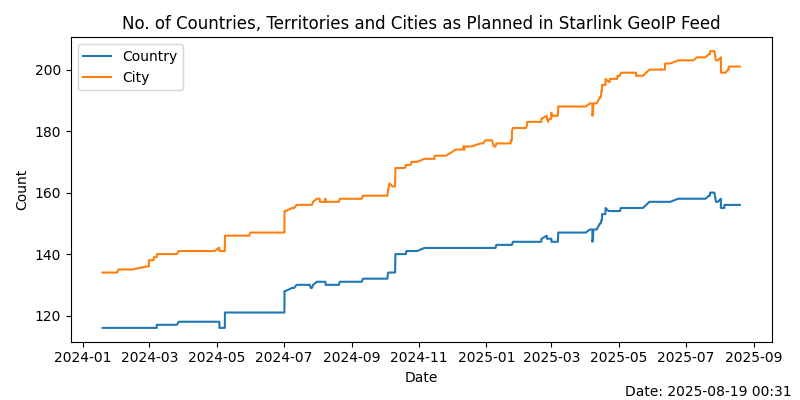 No. of Countries, Territories and Cities as Planned in Starlink GeoIP Feed
Country
City
200
180
160
140
120
Count
2024-01 2024-03 2024-05 2024-07 2024-09 2024-11 2025-01 2025-03 2025-05 2025-07 2025-09
Date
Date: 2025-08-19 00:31